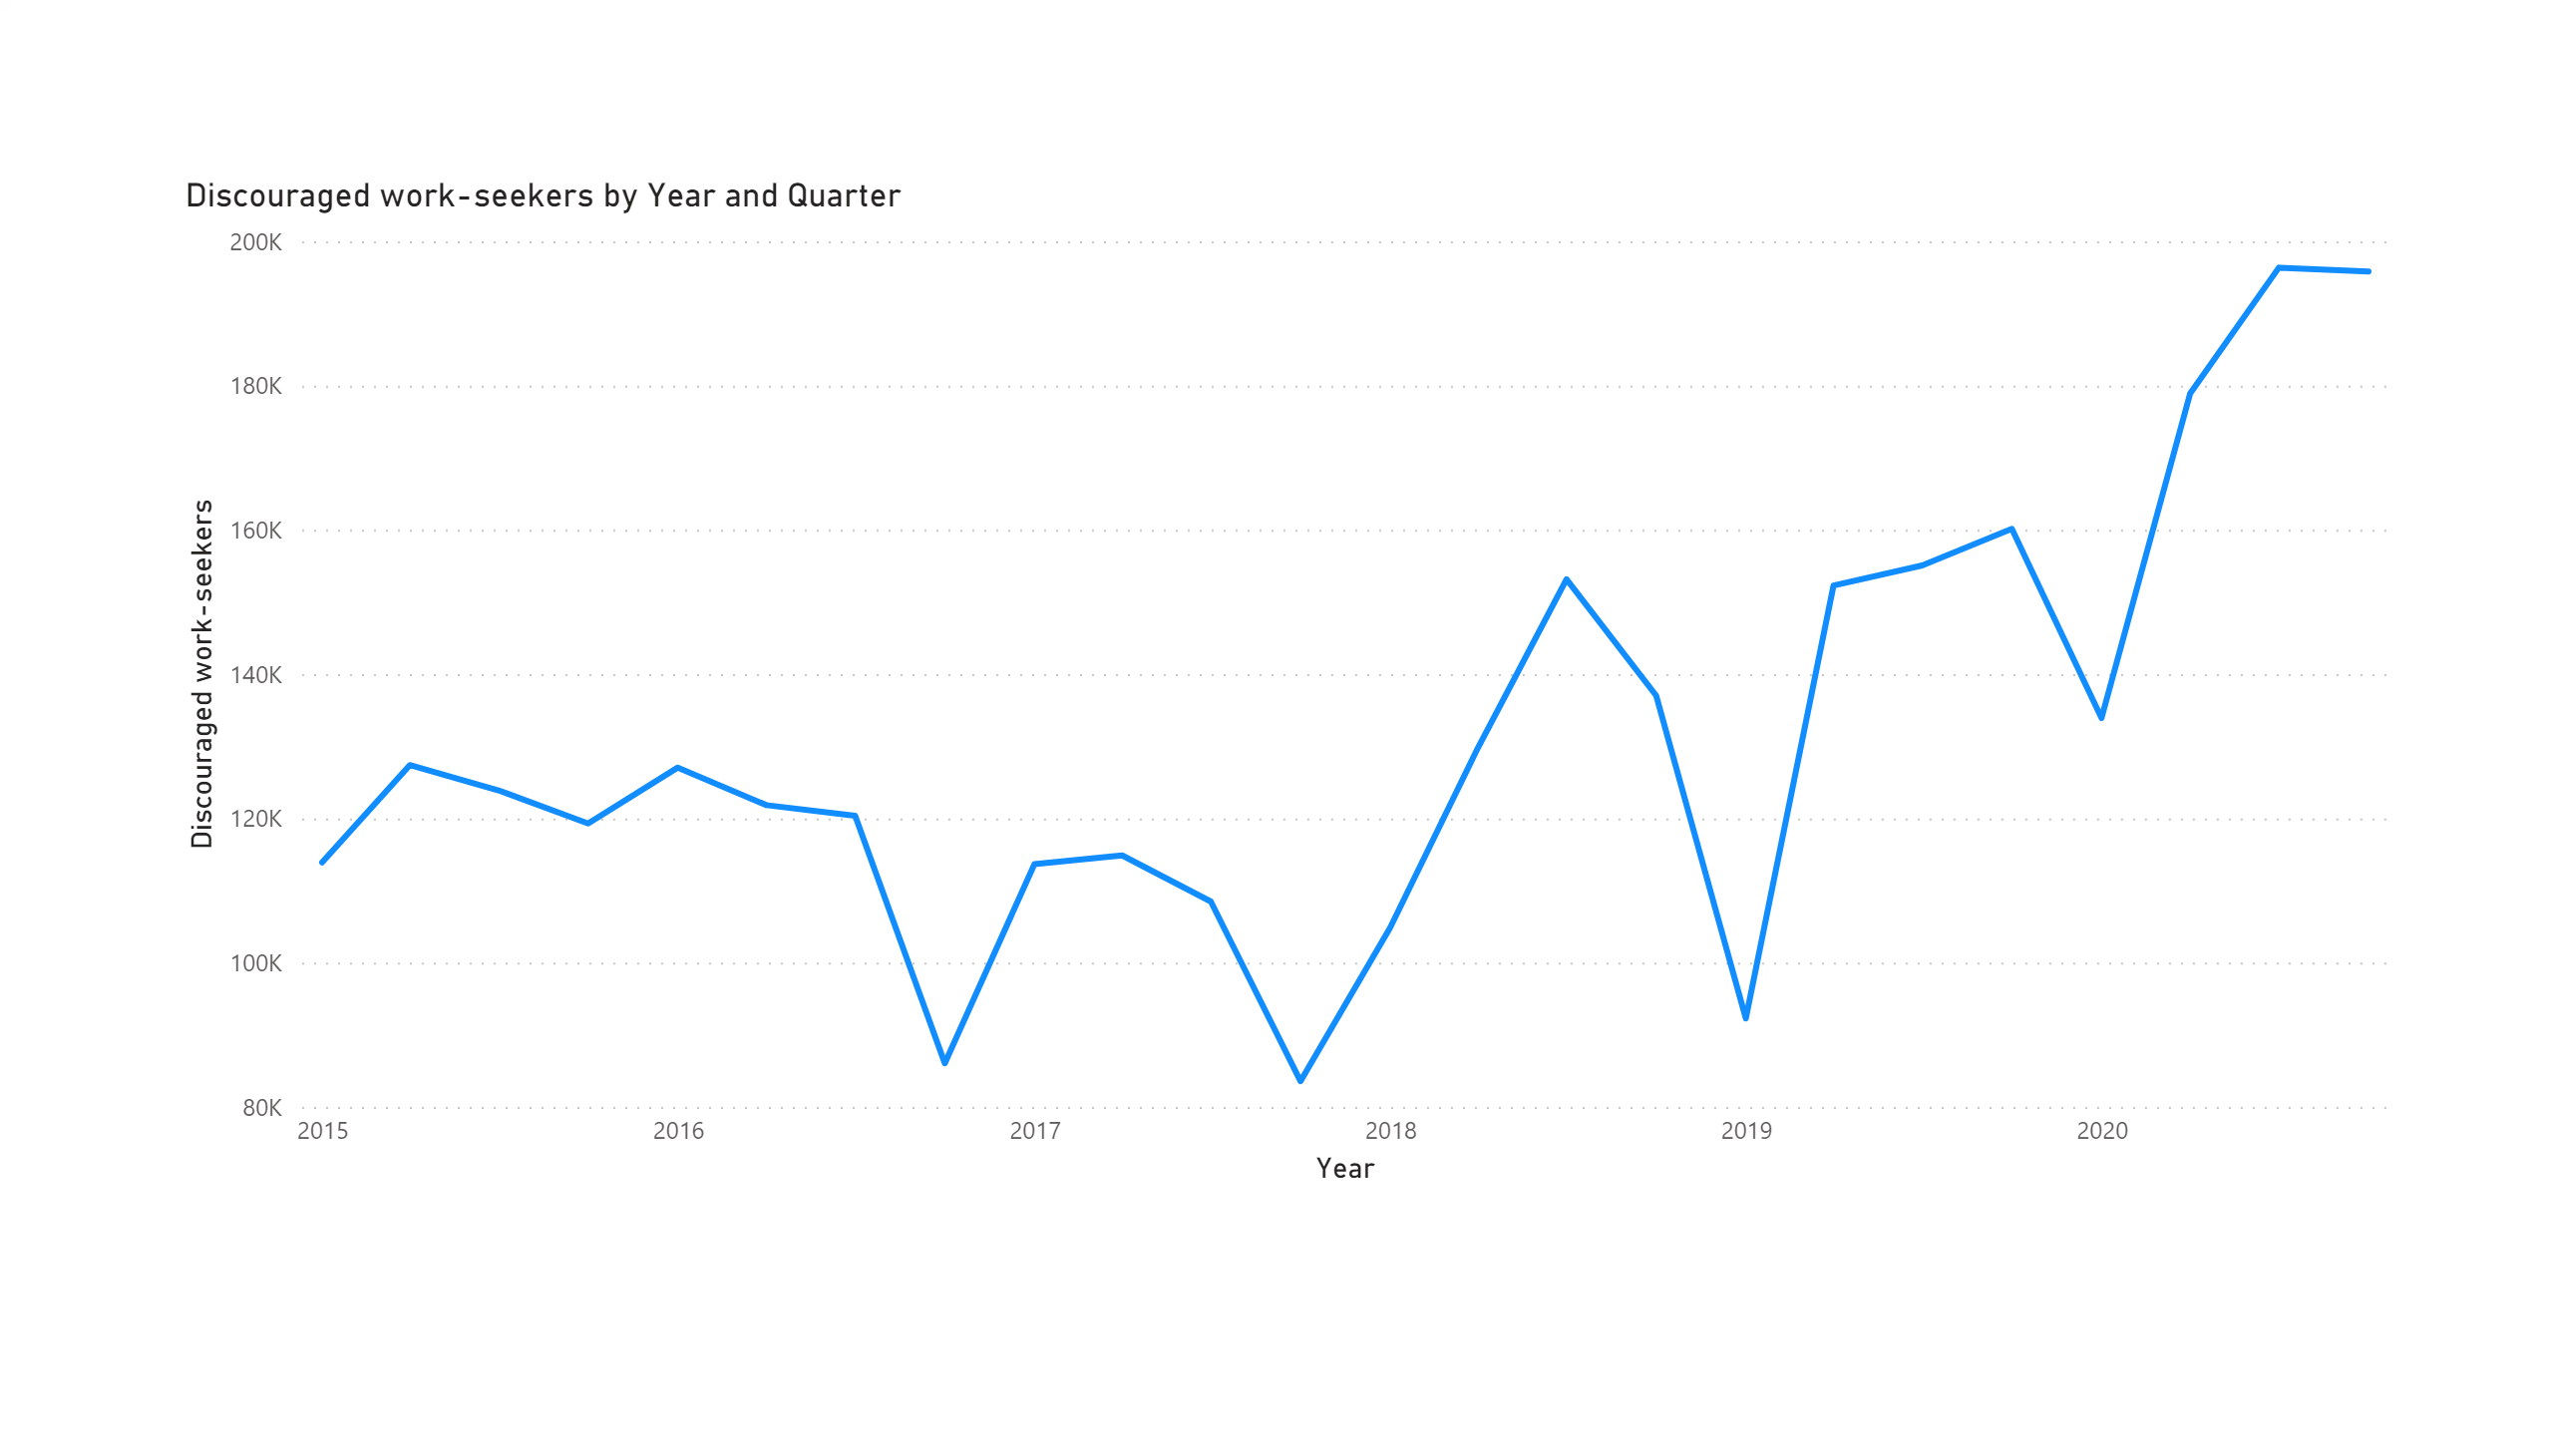 Discouraged work-seekers by Year and Quarter
200K
180K
160K
140K
120K
100K
80K
Discouraged work-seekers
2015 2016 2017 2018 2019 2020
Year